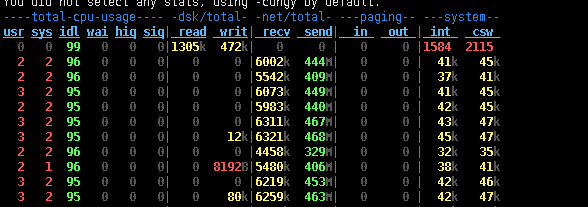 You did not select any stats, using -cdngy by default.
----total-cpu-usage---- -dsk/total- -net/total- ---paging-- ---system--
usr sys idl wai hiq siq| read  writ| recv  send|  in   out | int   csw
  0   0  99   0   0   0|1305k  472k|   0     0 |   0     0 |1584  2115
  2   2  96   0   0   0|   0     0 |6002k  444M|   0     0 |  41k   45k
  2   2  96   0   0   0|   0     0 |5542k  409M|   0     0 |  37k   41k
  3   2  95   0   0   0|   0     0 |6073k  449M|   0     0 |  41k   45k
  2   2  95   0   0   0|   0     0 |5983k  440M|   0     0 |  42k   45k
  3   2  95   0   0   0|   0     0 |6311k  467M|   0     0 |  43k   47k
  3   2  95   0   0   0|   0    12k|6321k  468M|   0     0 |  45k   47k
  2   2  96   0   0   0|   0     0 |4458k  329M|   0     0 |  32k   35k
  2   1  96   0   0   0|   0  8192B|5480k  406M|   0     0 |  38k   41k
  3   2  95   0   0   0|   0     0 |6219k  453M|   0     0 |  42k   46k
  3   2  95   0   0   0|   0    80k|6259k  463M|   0     0 |  42k   47k